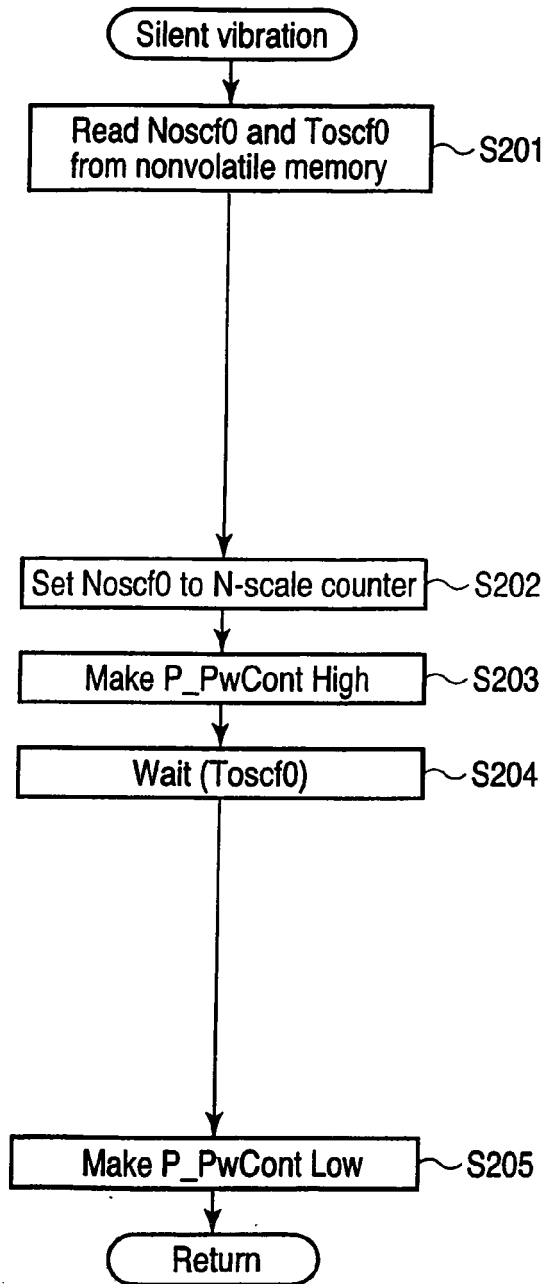 Silent vibration
Read Noscf0 and Toscf0
from nonvolatile memory
S201
Set Noscf0 to N-scale counter
S202
Make P_PwCont High
S203
Wait (Toscf0)
S204
Make P_PwCont Low
S205
Return